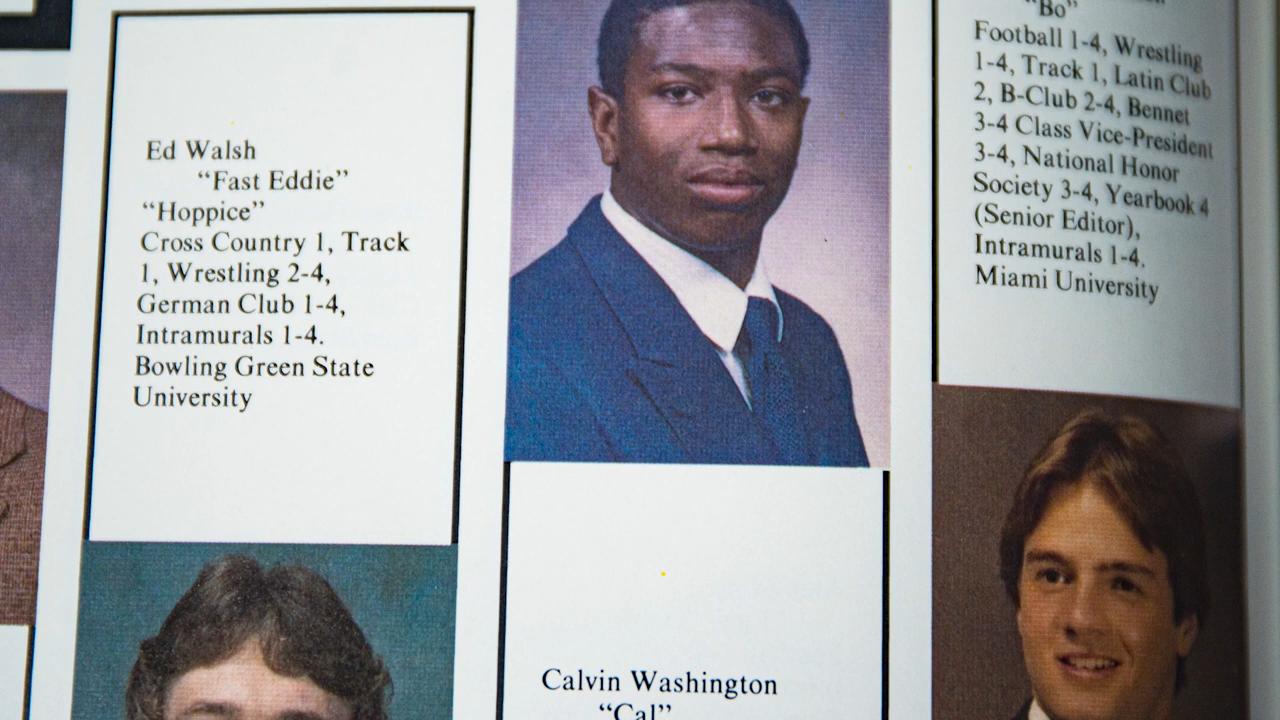 Ed Walsh
“Fast Eddie”
“Hoppice”
Cross Country 1, Track
1, Wrestling 2-4,
German Club 1-4,
Intramurals 1-4.
Bowling Green State
University
Calvin Washington
“Cal”
“Bo”
Football 1-4, Wrestling
1-4, Track 1, Latin Club
2, B-Club 2-4, Bennet
3-4 Class Vice-President
3-4, National Honor
Society 3-4, Yearbook 4
(Senior Editor),
Intramurals 1-4.
Miami University